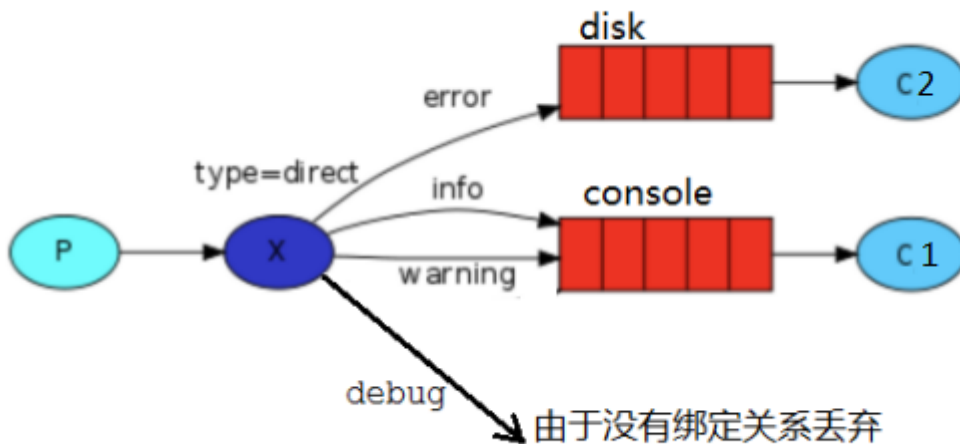 disk
error
C2
type=direct
info
console
P
X
warning
C1
debug
由于没有绑定关系丢弃